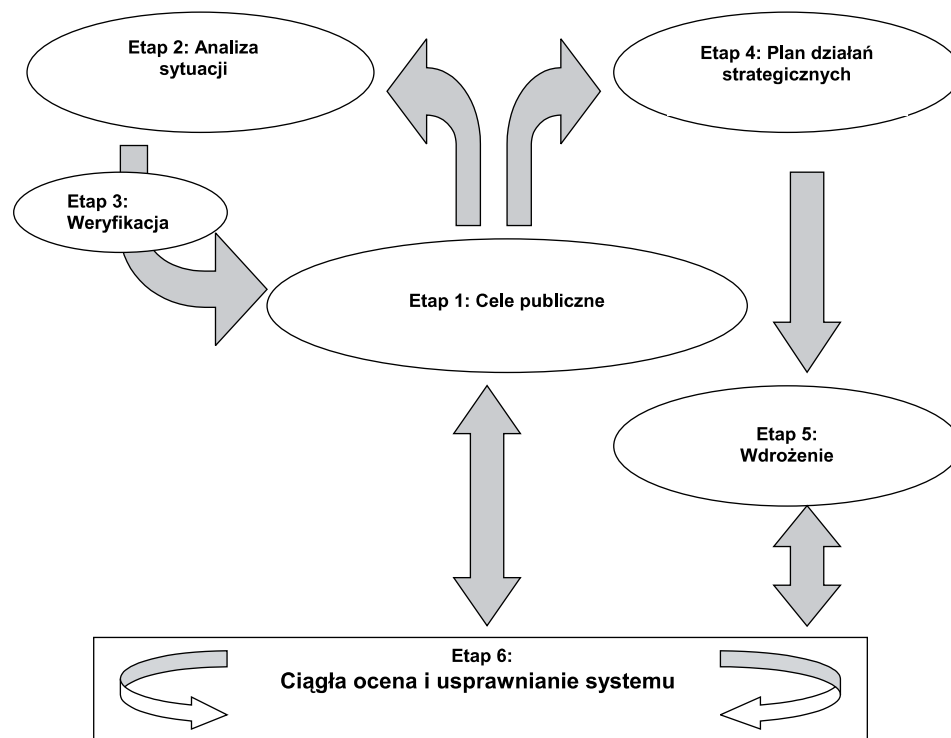 Etap 2: Analiza
sytuacji
Etap 4: Plan działań
strategicznych
Etap 3:
Weryfikacja
Etap 1: Cele publiczne
Etap 5:
Wdrożenie
Etap 6:
Ciągła ocena i usprawnianie systemu